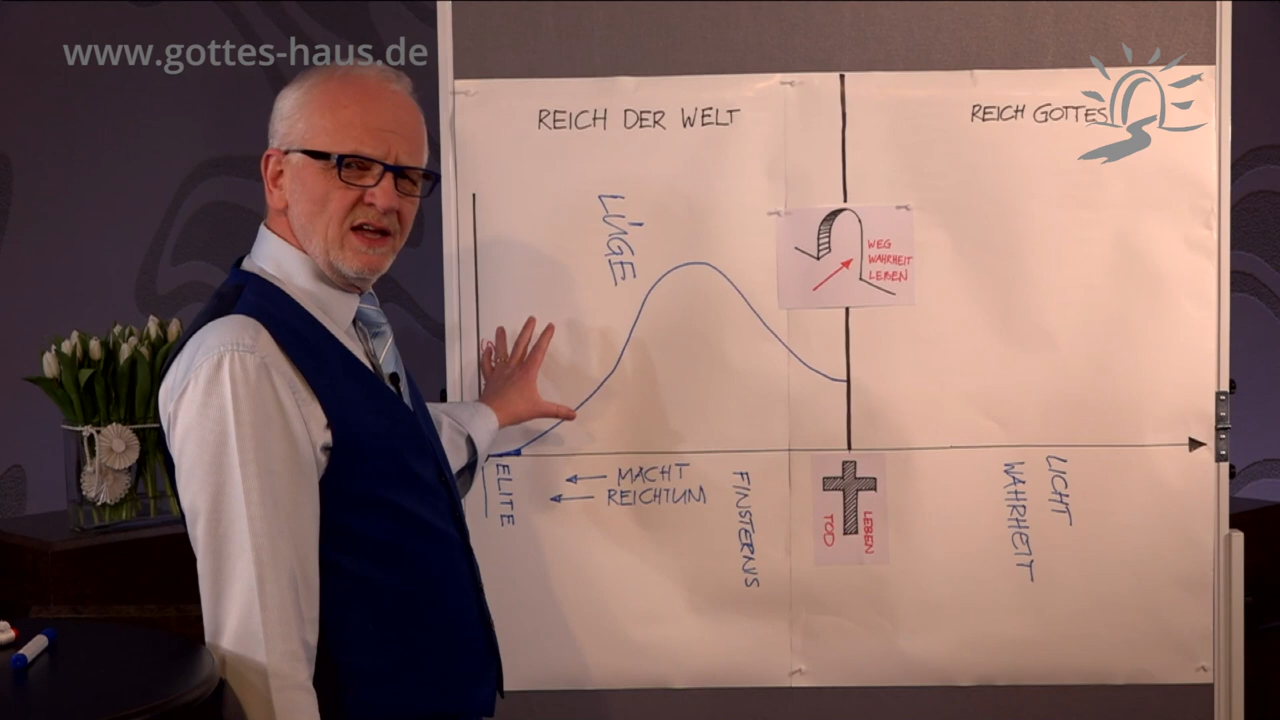 www.gottes-haus.de
REICH DER WELT
REICH GOTTES
LÜGE
WEG
WAHRHEIT
LEBEN
ELITE
MACHT
REICHTUM
FINSTERNIS
TOD
LEBEN
LICHT
WAHRHEIT